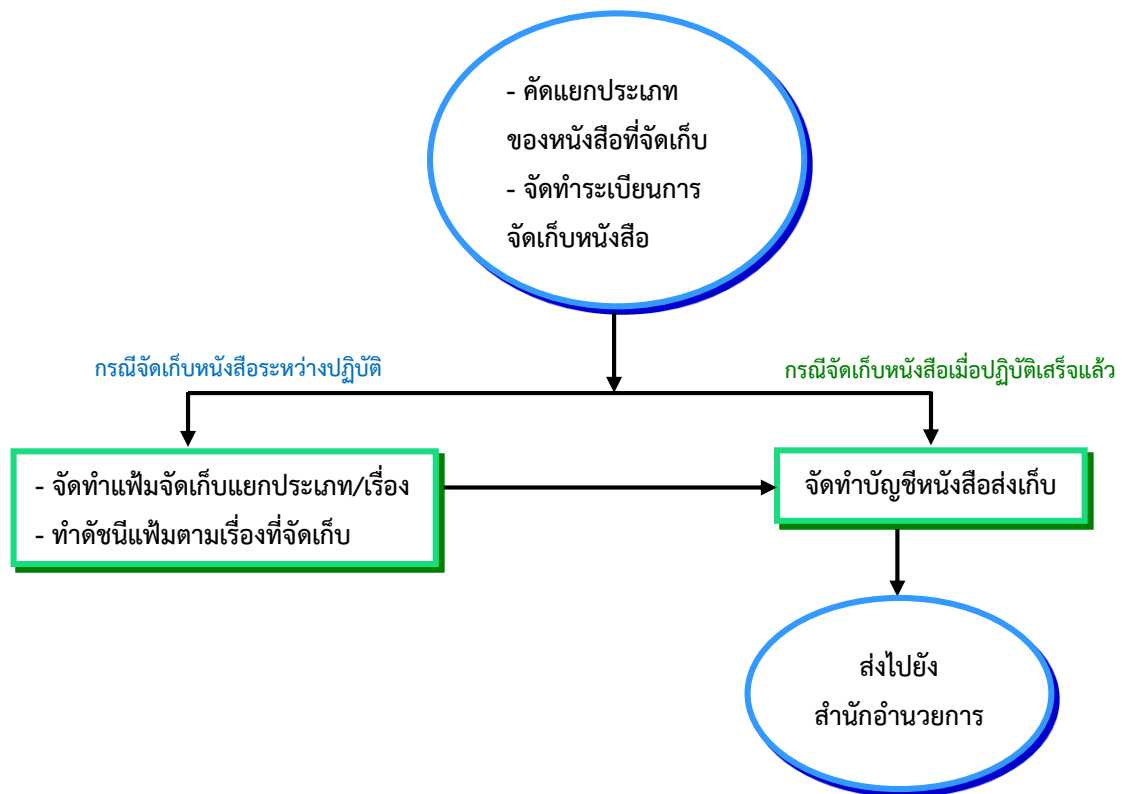 - คัดแยกประเภท
ของหนังสือที่จัดเก็บ
- จัดทำระเบียนการ
จัดเก็บหนังสือ
กรณีจัดเก็บหนังสือระหว่างปฏิบัติ
กรณีจัดเก็บหนังสือเมื่อปฏิบัติเสร็จแล้ว
- จัดทำแฟ้มจัดเก็บแยกประเภท/เรื่อง
- ทำดัชนีแฟ้มตามเรื่องที่จัดเก็บ
จัดทำบัญชีหนังสือส่งเก็บ
ส่งไปยัง
สำนักอำนวยการ